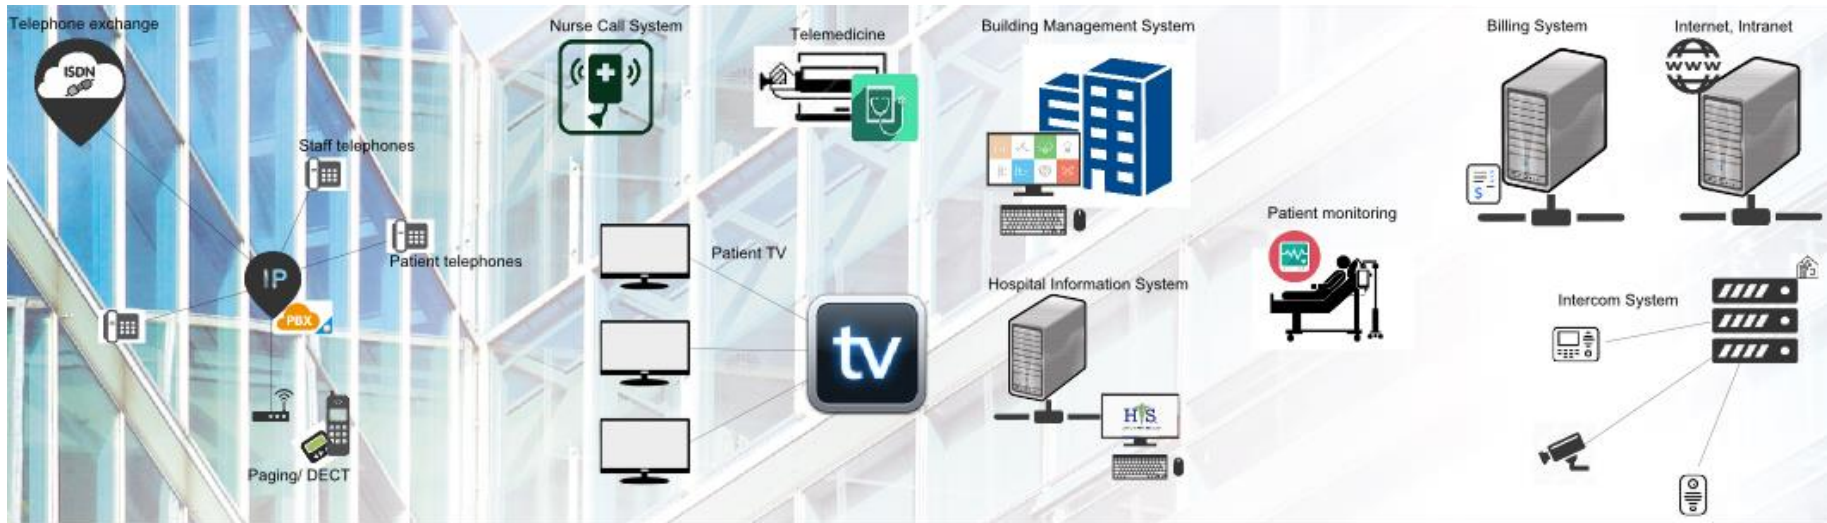 Telephone exchange
ISDN
Staff telephones
Patient telephones
IP
PBX
Paging/ DECT
Nurse Call System
Telemedicine
Patient TV
tv
Building Management System
Hospital Information System
HIS
Patient monitoring
Billing System
$
Internet, Intranet
www
Intercom System